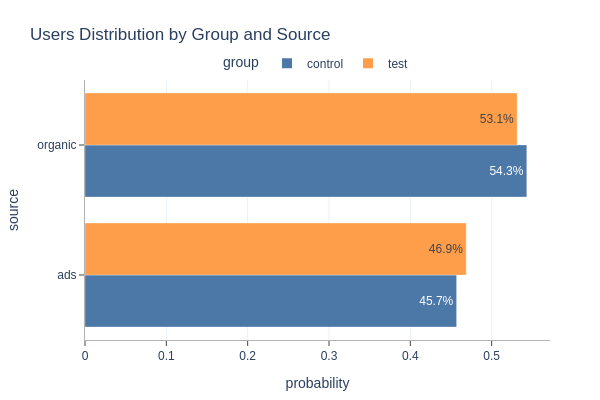 Users Distribution by Group and Source
group control test
organic
53.1%
54.3%
ads
46.9%
45.7%
source
0 0.1 0.2 0.3 0.4 0.5
probability